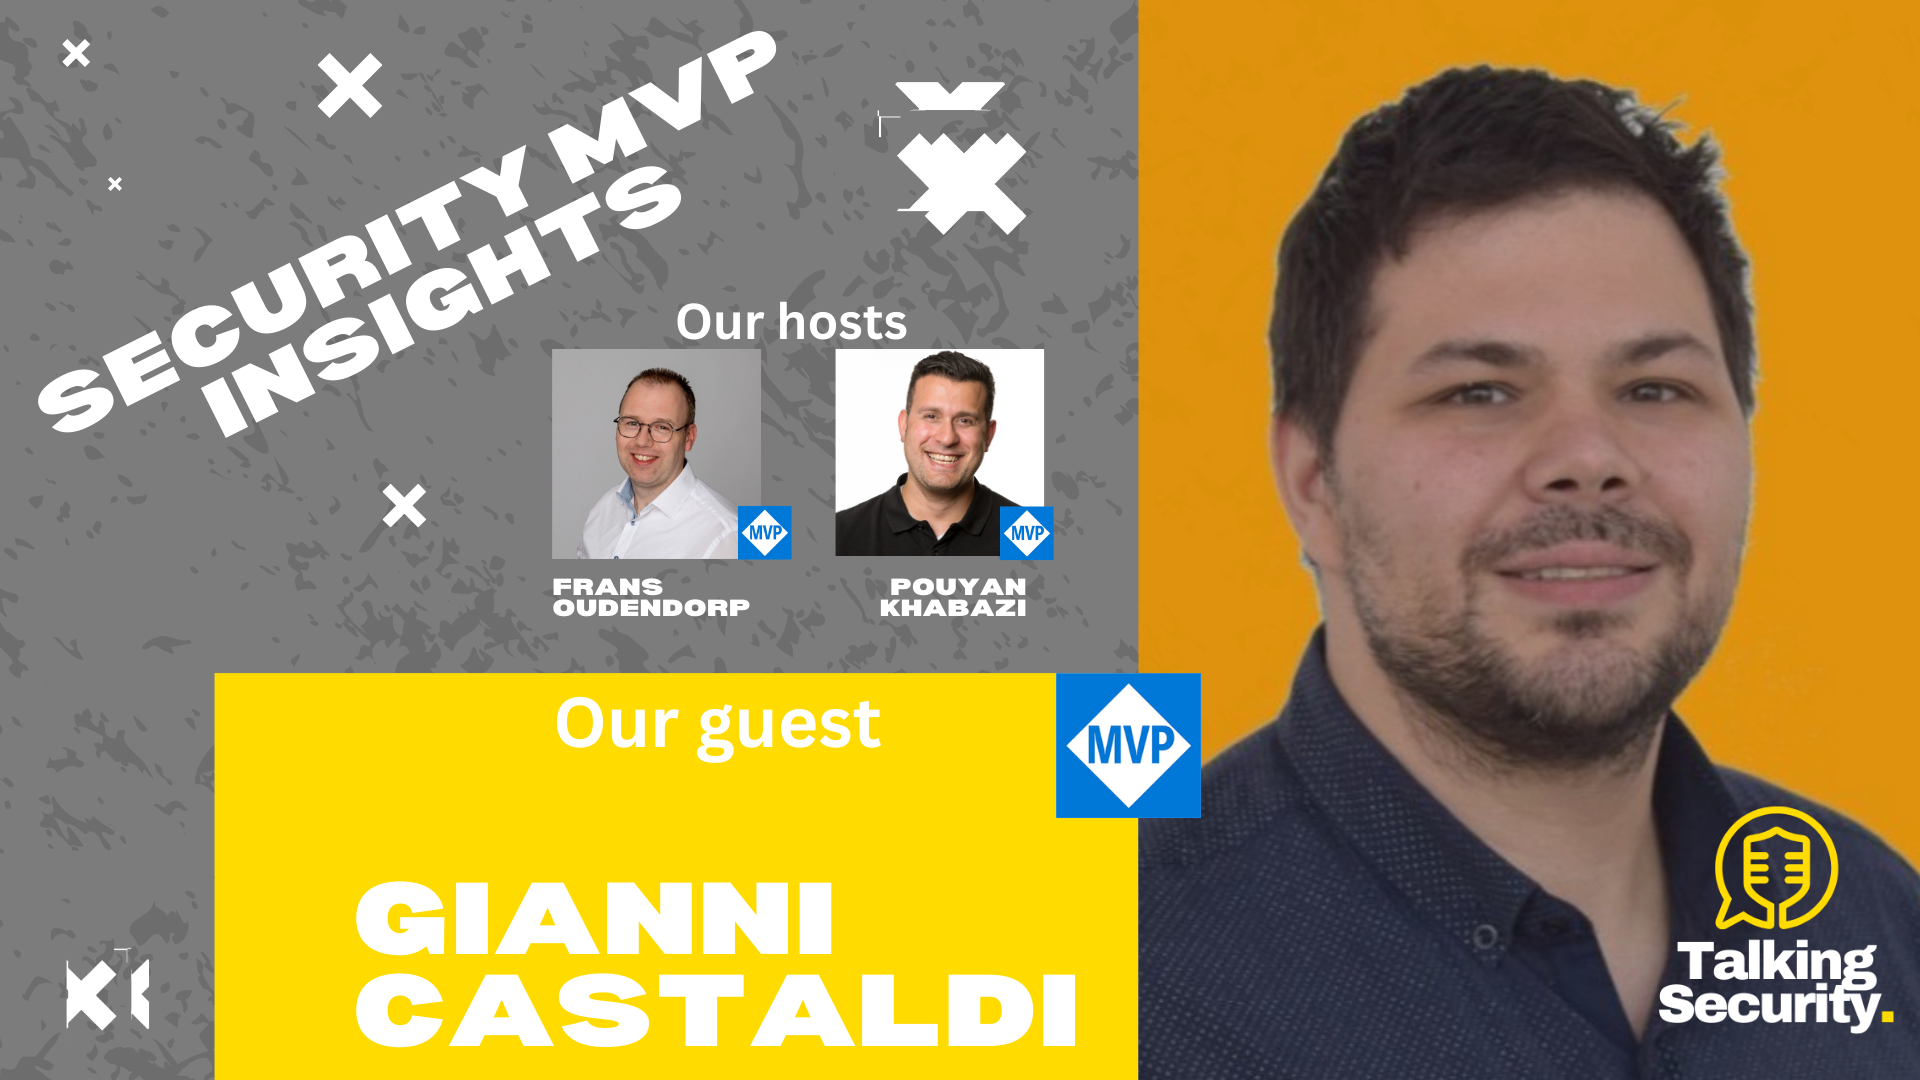 SECURITY MVP
INSIGHTS
Our hosts
MVP
MVP
FRANS
OUDENDORP
POUYAN
KHABAZI
Our guest
MVP
GIANNI
CASTALDI
Talking
Security.